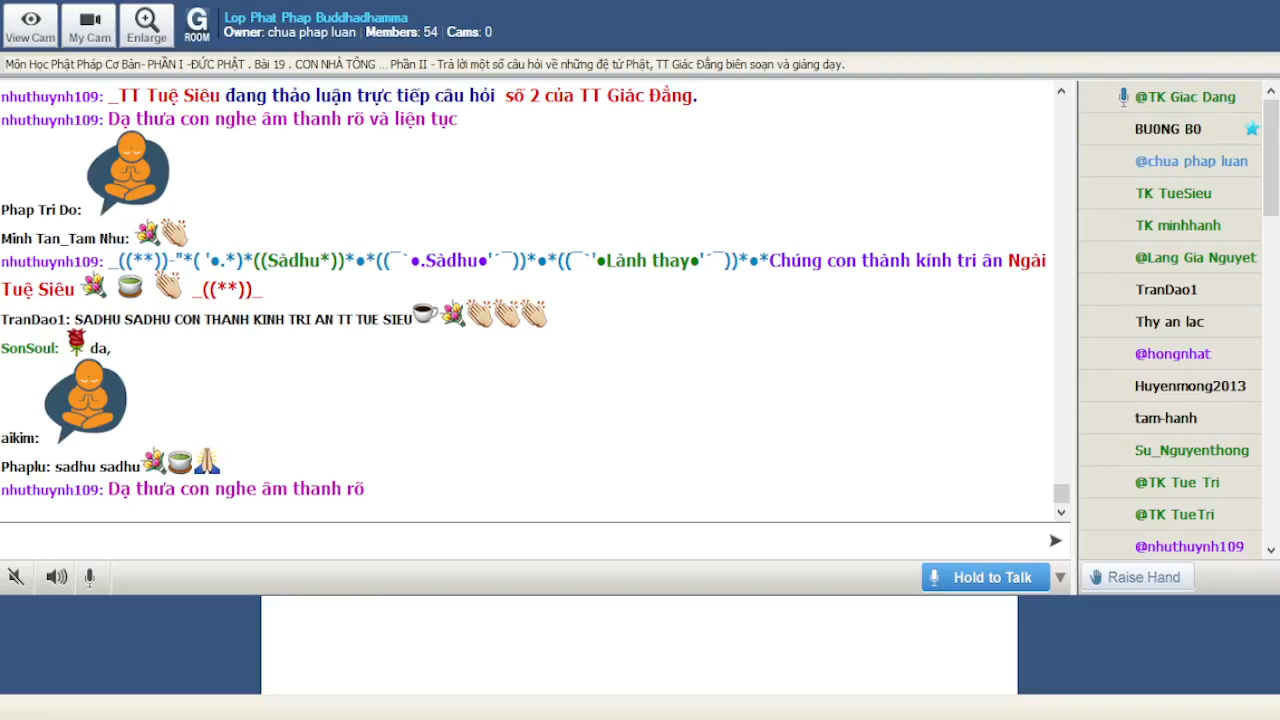 View Cam
My Cam
Enlarge
G
ROOM
Lop Phat Phap Buddhadhamma
Owner: chua phap luan | Members: 54 | Cams: 0
Môn Học Phật Pháp Cơ Bản- PHẦN I -ĐỨC PHẬT . Bài 19 . CON NHÀ TÔNG ... Phần II - Trả lời một số câu hỏi về những đệ tử Phật, TT Giác Đẳng biên soạn và giảng dạy.
nhuthuynh109: _TT Tuệ Siêu đang thảo luận trực tiếp câu hỏi  số 2 của TT Giác Đẳng.
nhuthuynh109: Dạ thưa con nghe âm thanh rõ và liện tục
Phap Tri Do:
Minh Tan_Tam Nhu:
nhuthuynh109: _((**))-"*( '●.*)*((Sàdhu*))*●*((¯`●.Sàdhu●'´¯))*●*((¯`'●Lành thay●'´¯))*●*Chúng con thành kính tri ân Ngài
Tuệ Siêu _((**))_
TranDao1: SADHU SADHU CON THANH KINH TRI AN TT TUE SIEU
SonSoul: da,
aikim:
Phaplu: sadhu sadhu
nhuthuynh109: Dạ thưa con nghe âm thanh rõ
Hold to Talk
@TK Giac Dang
BU0NG B0
@chua phap luan
TK TueSieu
TK minhhanh
@Lang Gia Nguyet
TranDao1
Thy an lac
@hongnhat
Huyenmong2013
tam-hanh
Su_Nguyenthong
@TK Tue Tri
@TK TueTri
@nhuthuynh109
Raise Hand